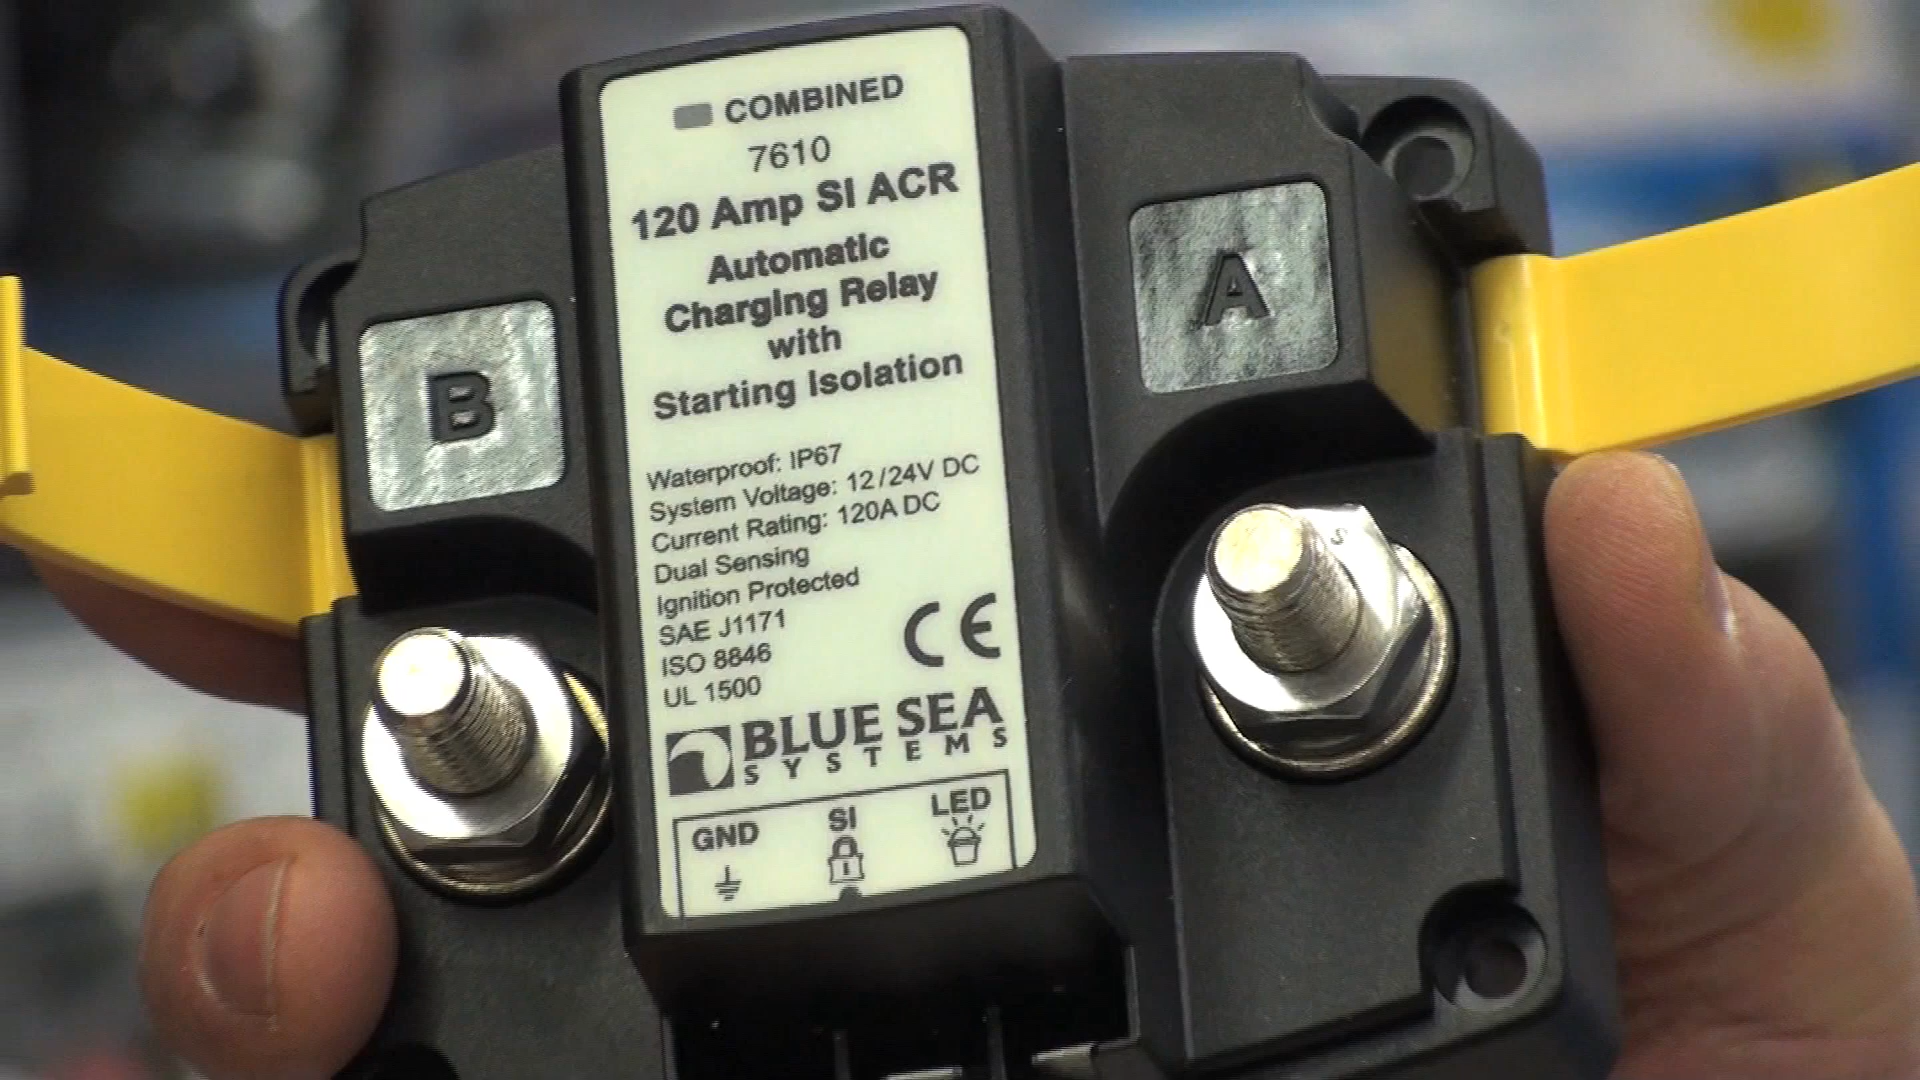 COMBINED
7610
120 Amp SI ACR
Automatic
Charging Relay
with
Starting Isolation
Waterproof: IP67
System Voltage: 12/24V DC
Current Rating: 120A DC
Dual Sensing
Ignition Protected
SAE J1171
ISO 8846
UL 1500
CE
BLUE SEA
SYSTEMS
GND SI LED
B
A
S